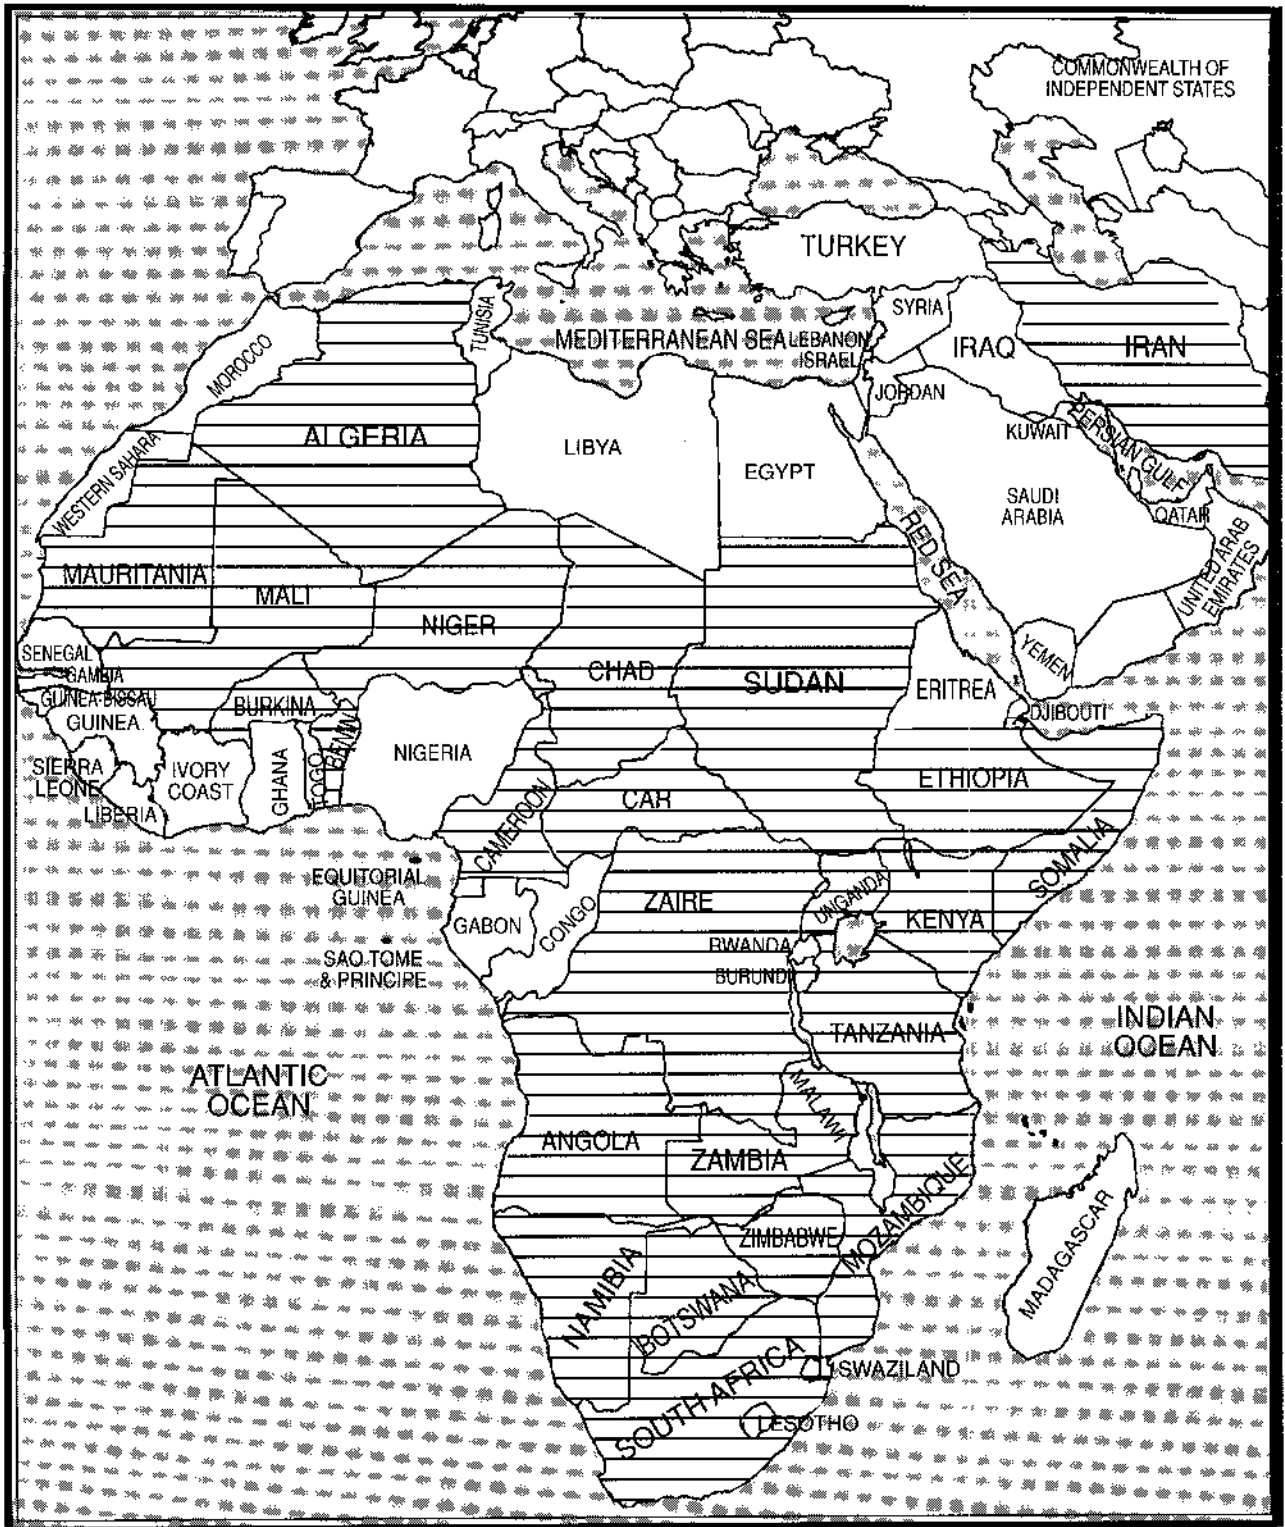 COMMONWEALTH OF
INDEPENDENT STATES
TURKEY
SYRIA
TUNISIA
MEDITERRANEAN SEA
LEBANON
ISRAEL
IRAQ
IRAN
MOROCCO
JORDAN
ALGERIA
LIBYA
EGYPT
KUWAIT
PERSIAN GULF
WESTERN SAHARA
SAUDI
ARABIA
QATAR
RED SEA
UNITED ARAB
EMIRATES
MAURITANIA
MALI
NIGER
CHAD
SUDAN
YEMEN
SENEGAL
GAMBIA
GUINEA-BISSAU
GUINEA
BURKINA
ERITREA
DJIBOUTI
BENIN
NIGERIA
SIERRA
LEONE
IVORY
COAST
GHANA
TOGO
LIBERIA
ETHIOPIA
CAR
CAMEROON
SOMALIA
EQUITORIAL
GUINEA
ZAIRE
UNGANDA
KENYA
GABON
CONGO
RWANDA
BURUNDI
SAO TOME
& PRINCIPE
TANZANIA
INDIAN
OCEAN
ATLANTIC
OCEAN
MALAWI
ANGOLA
ZAMBIA
MOZAMBIQUE
ZIMBABWE
MADAGASCAR
NAMIBIA
BOTSWANA
SOUTH AFRICA
SWAZILAND
LESOTHO